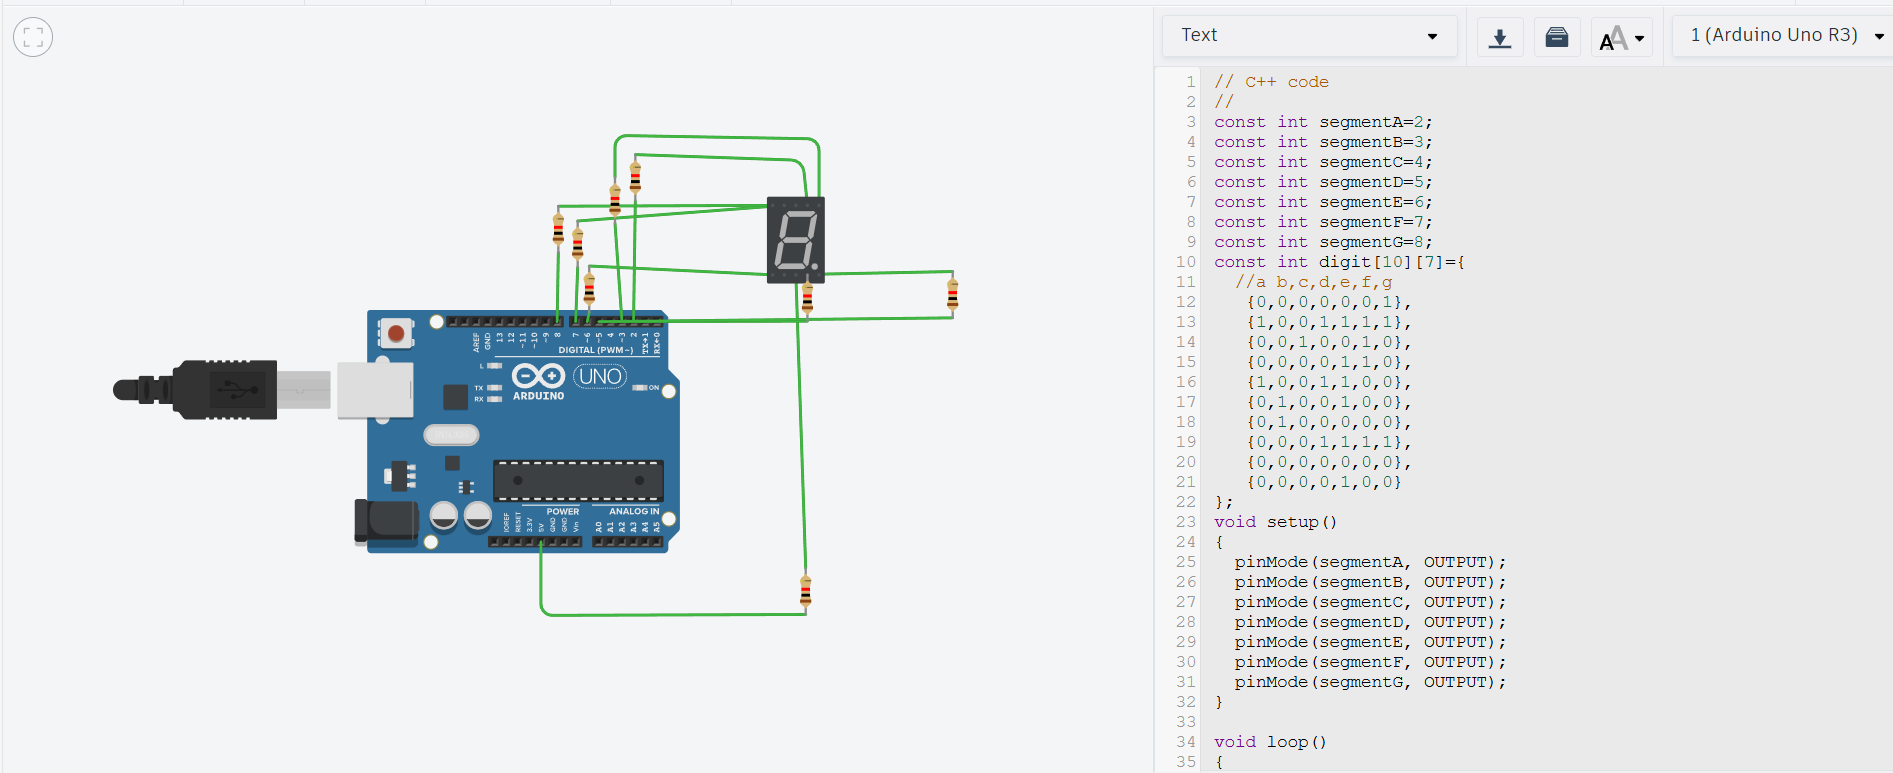 Text
1 (Arduino Uno R3)
AREF
GND
13
12
~11
~10
~9
8
7
~6
~5
4
~3
2
TX→1
RX←0
DIGITAL (PWM~)
L
TX
RX
UNO
ARDUINO
ON
POWER
ANALOG IN
IOREF
RESET
3.3V
5V
GND
GND
Vin
A0
A1
A2
A3
A4
A5
1 // C++ code
2 //
3 const int segmentA=2;
4 const int segmentB=3;
5 const int segmentC=4;
6 const int segmentD=5;
7 const int segmentE=6;
8 const int segmentF=7;
9 const int segmentG=8;
10 const int digit[10][7]={
11 //a b,c,d,e,f,g
12 {0,0,0,0,0,0,1},
13 {1,0,0,1,1,1,1},
14 {0,0,1,0,0,1,0},
15 {0,0,0,0,1,1,0},
16 {1,0,0,1,1,0,0},
17 {0,1,0,0,1,0,0},
18 {0,1,0,0,0,0,0},
19 {0,0,0,1,1,1,1},
20 {0,0,0,0,0,0,0},
21 {0,0,0,0,1,0,0}
22 };
23 void setup()
24 {
25 pinMode(segmentA, OUTPUT);
26 pinMode(segmentB, OUTPUT);
27 pinMode(segmentC, OUTPUT);
28 pinMode(segmentD, OUTPUT);
29 pinMode(segmentE, OUTPUT);
30 pinMode(segmentF, OUTPUT);
31 pinMode(segmentG, OUTPUT);
32 }
33
34 void loop()
35 {